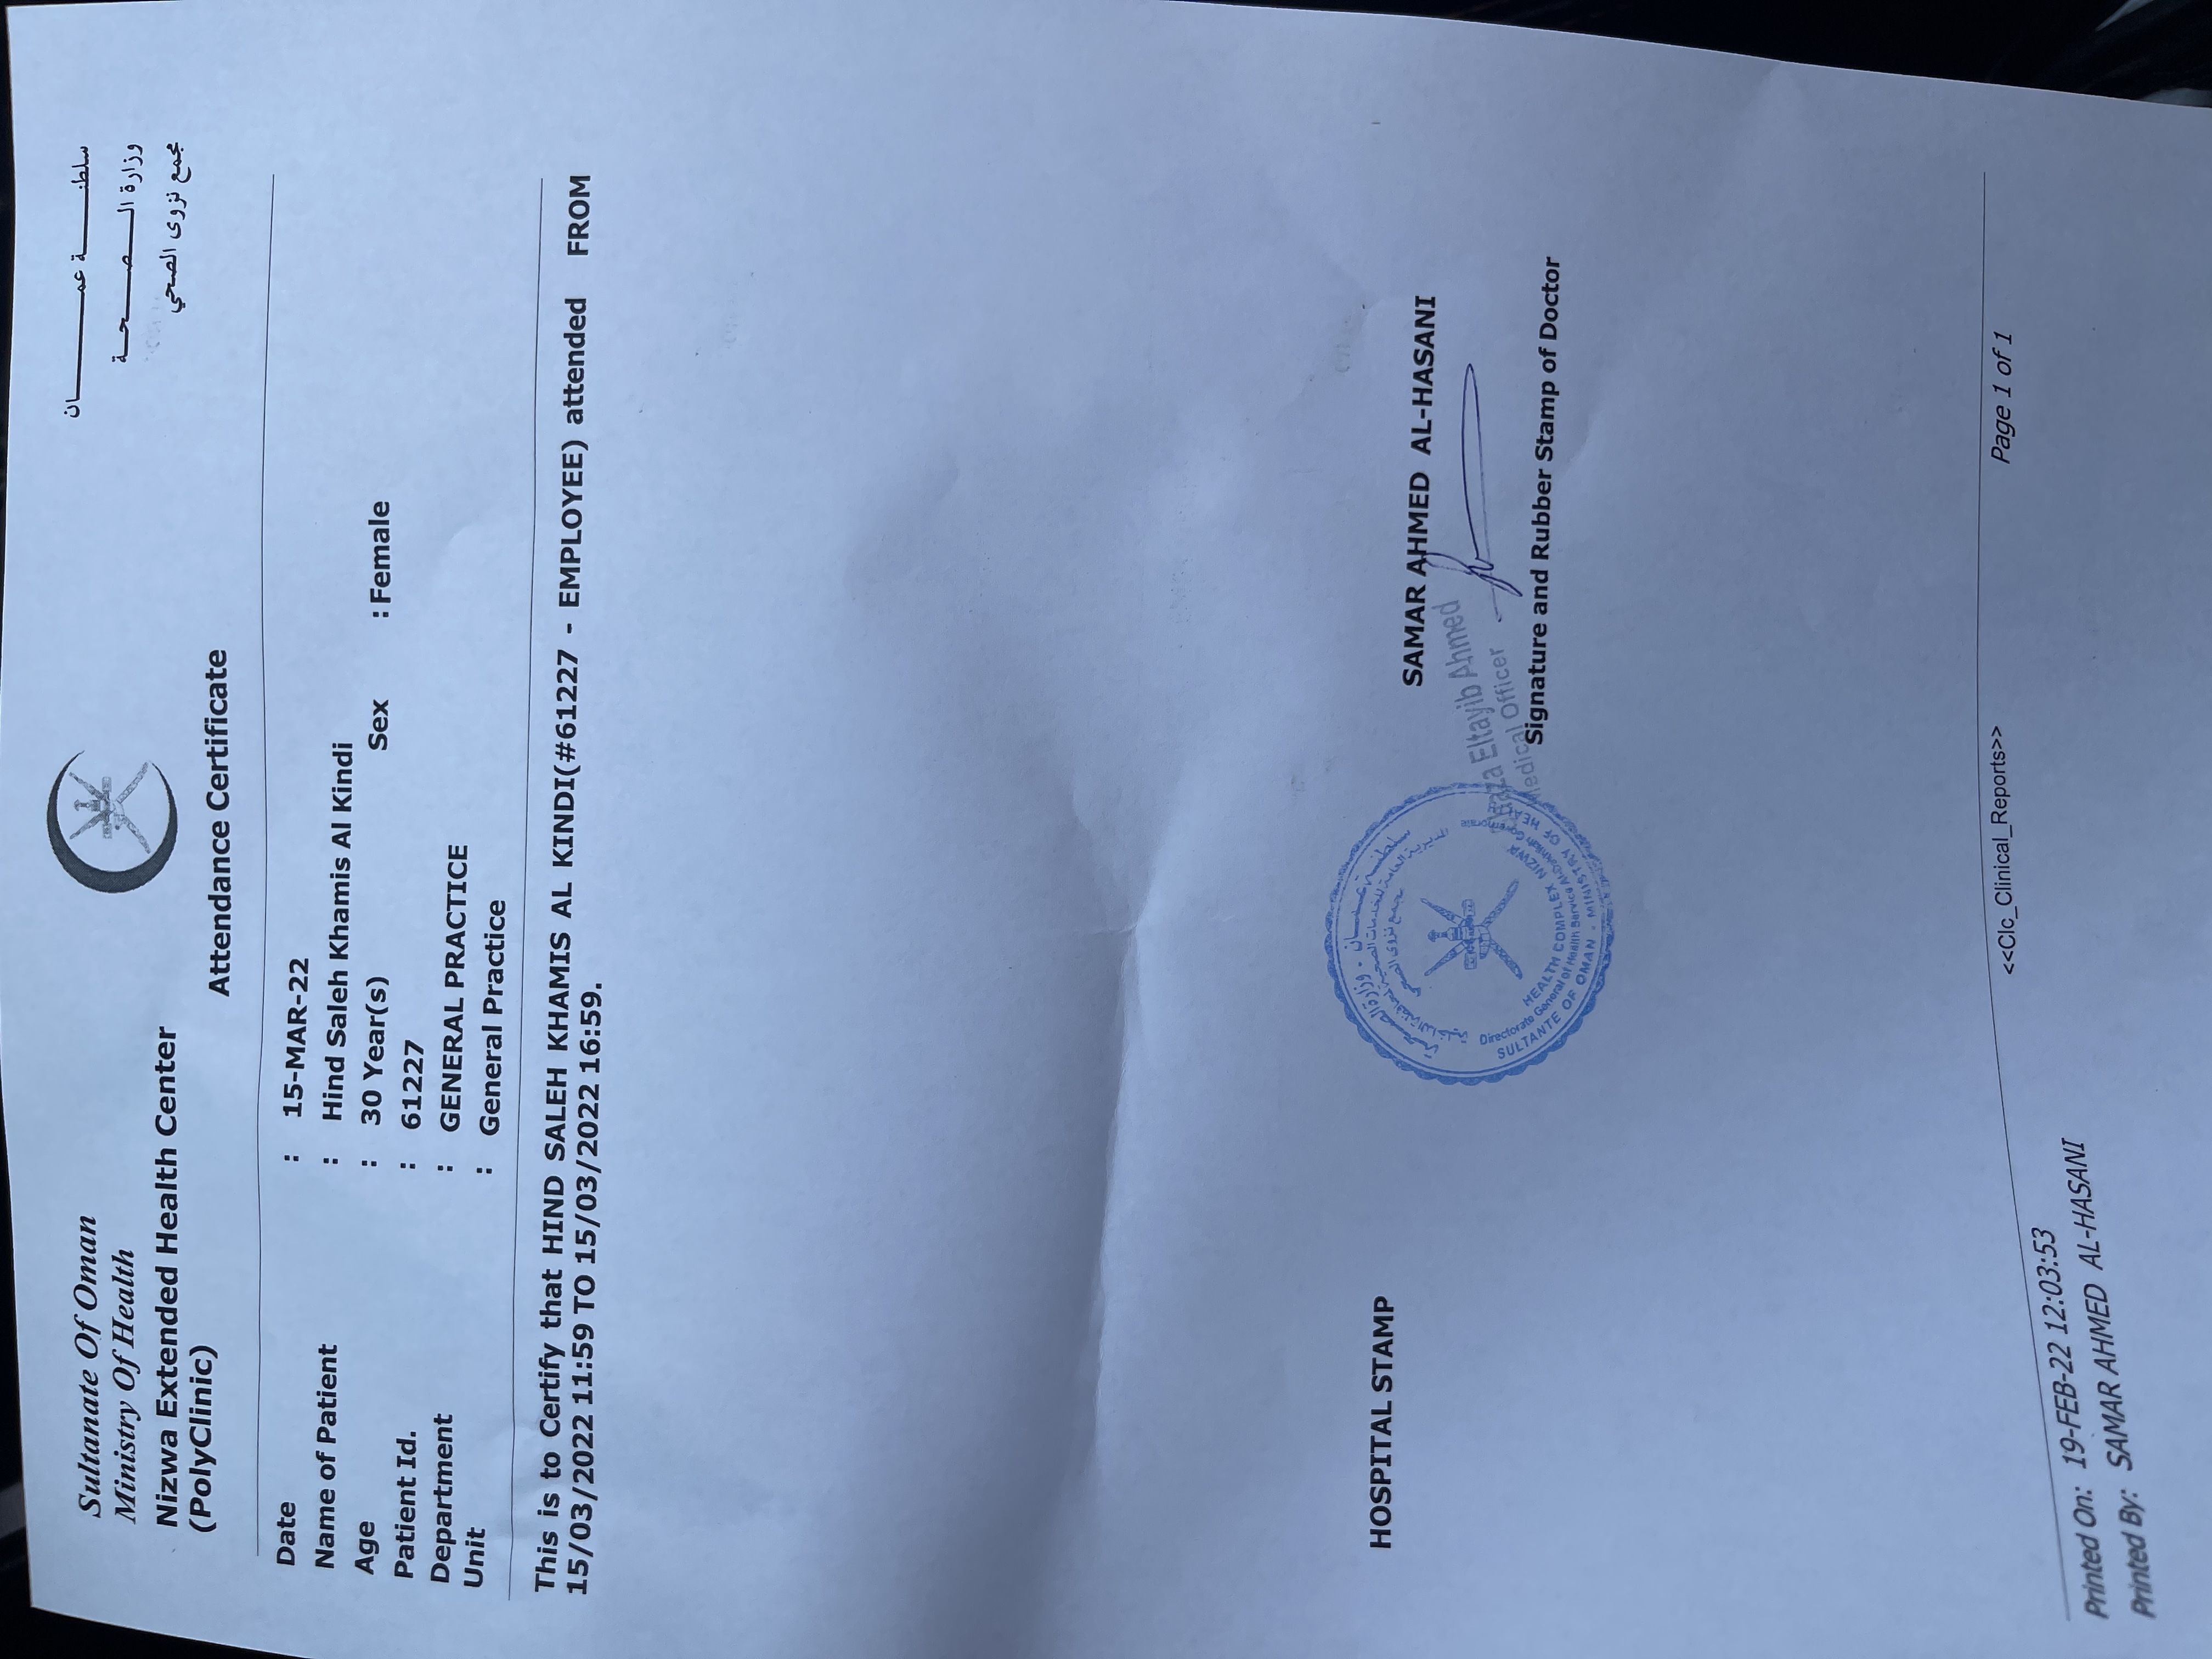 Sultanate Of Oman
Ministry Of Health
Nizwa Extended Health Center
(PolyClinic)
سلطنة عمان
وزارة الصحة
مجمع نزوى الصحي
Attendance Certificate
Date : 15-MAR-22
Name of Patient : Hind Saleh Khamis Al Kindi
Age : 30 Year(s) Sex : Female
Patient Id. : 61227
Department : GENERAL PRACTICE
Unit : General Practice
This is to Certify that HIND SALEH KHAMIS AL KINDI(#61227 - EMPLOYEE) attended FROM
15/03/2022 11:59 TO 15/03/2022 16:59.
HOSPITAL STAMP
سلطنة عمان - وزارة الصحة
المديرية العامة للخدمات الصحية لمحافظة الداخلية
مجمع نزوى الصحي
HEALTH COMPLEX NIZWA
Directorate General of Health Service Al-Dakhiliah Governorate
SULTANTE OF OMAN - MINISTRY OF HEALTH
SAMAR AHMED AL-HASANI
Eltayib Ahmed
Medical Officer
Signature and Rubber Stamp of Doctor
<<Clc_Clinical_Reports>>
Page 1 of 1
Printed On: 19-FEB-22 12:03:53
Printed By: SAMAR AHMED AL-HASANI